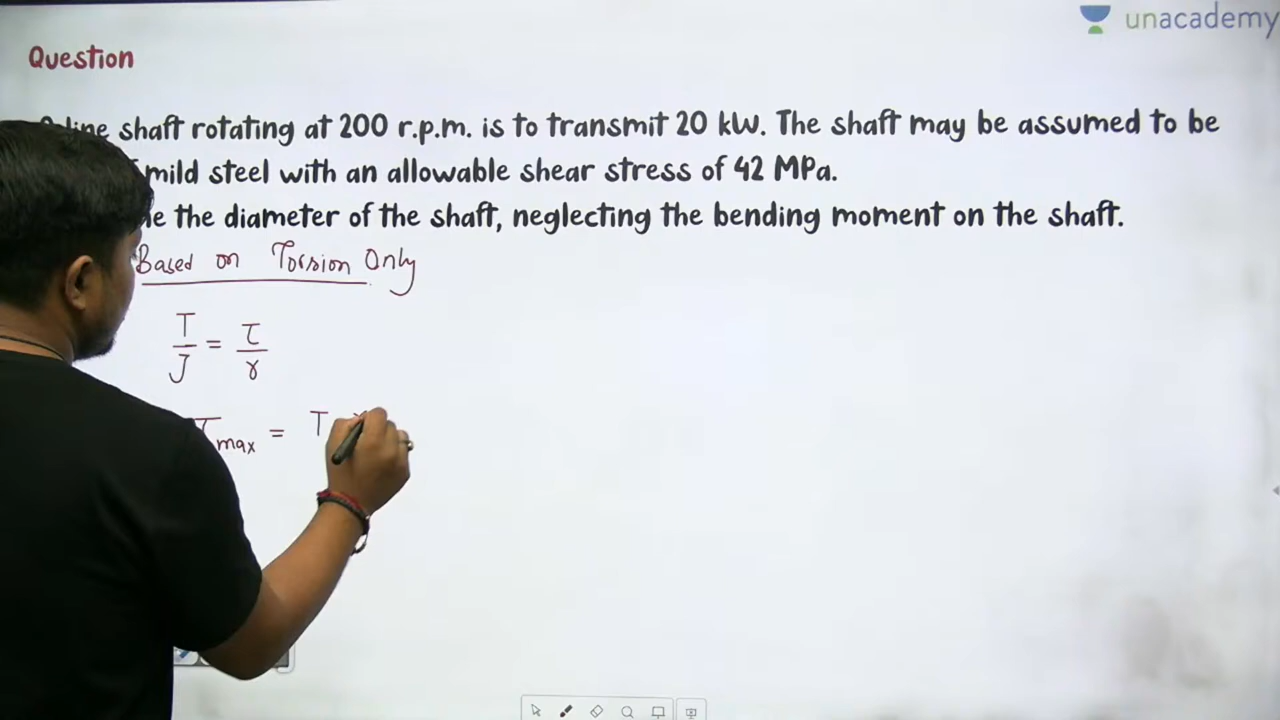 unacademy
Question
line shaft rotating at 200 r.p.m. is to transmit 20 kW. The shaft may be assumed to be
mild steel with an allowable shear stress of 42 MPa.
the diameter of the shaft, neglecting the bending moment on the shaft.
Based on Torsion Only
T/J = τ/r
τmax = T